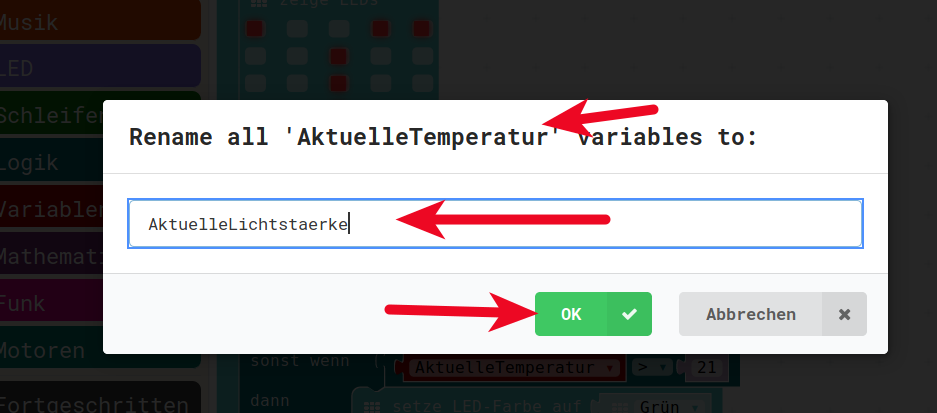 zeige LEDs
Musik
LED
Schleifen
Rename all 'AktuelleTemperatur' variables to:
Logik
Variablen
AktuelleLichtstaerke
Mathemati
Funk
OK
Abbrechen
Motoren
sonst wenn AktuelleTemperatur > 21
dann setze LED-Farbe auf Grün
Fortgeschritten